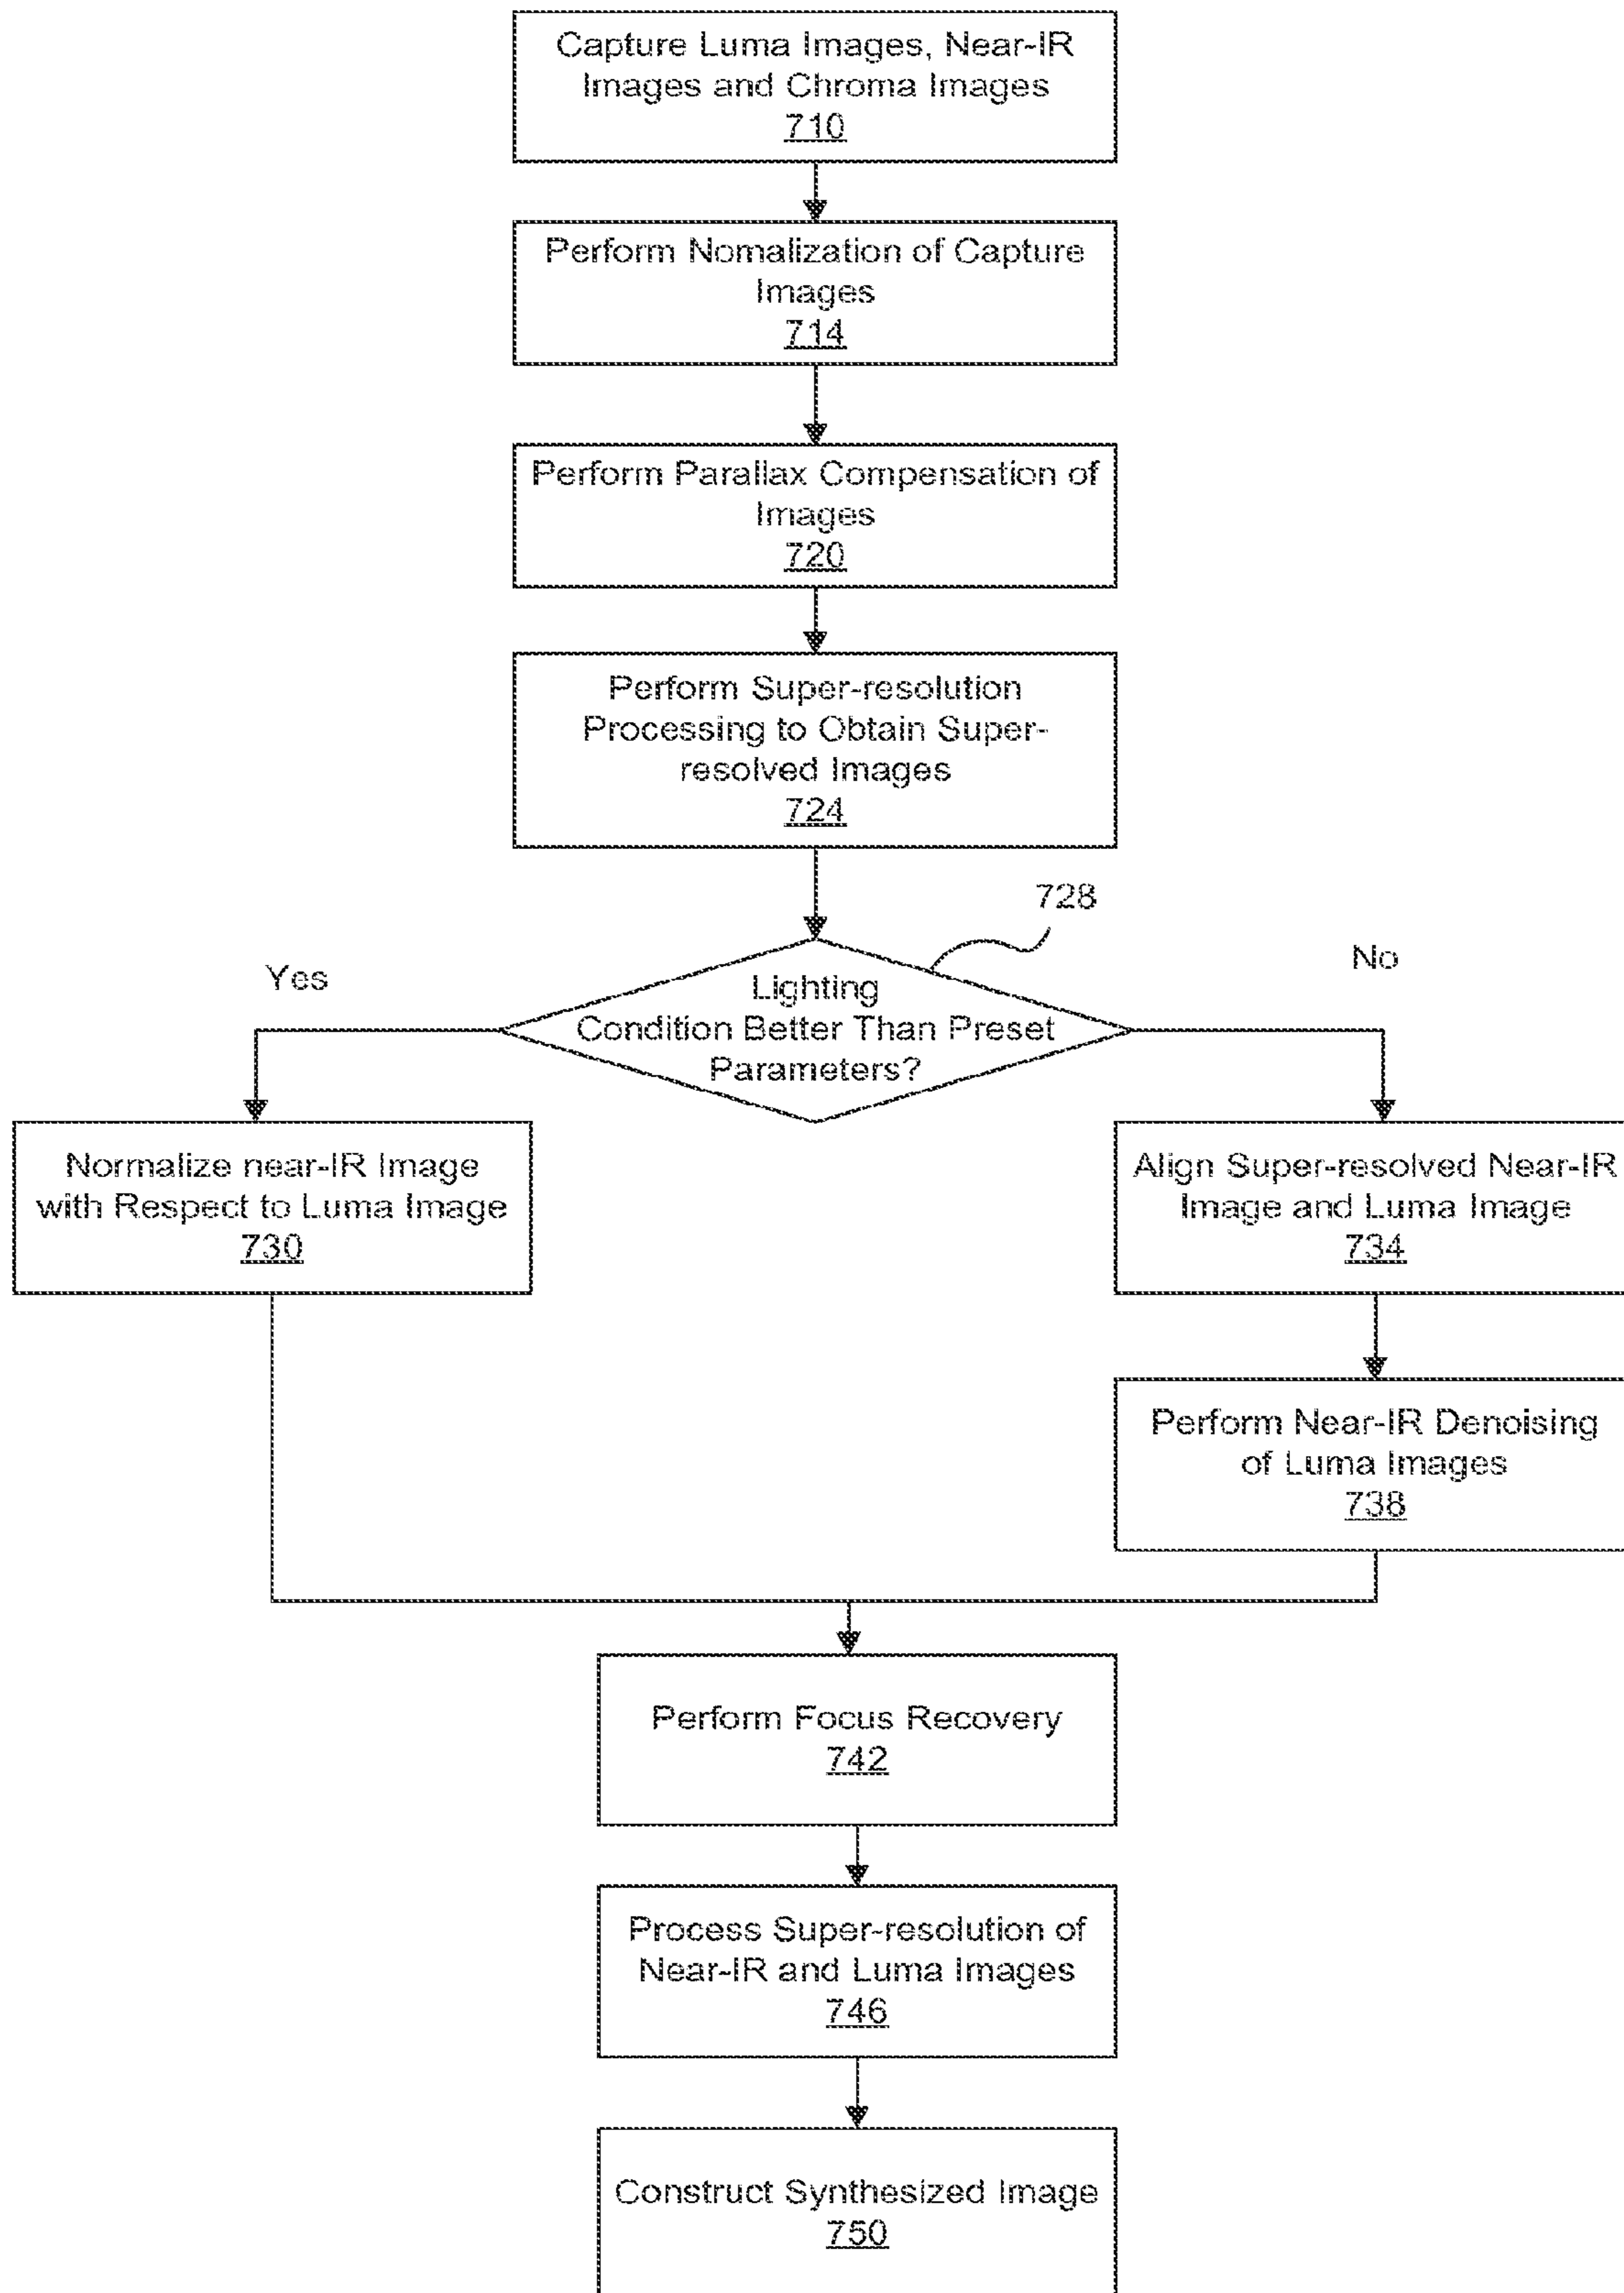 Capture Luma Images, Near-IR
Images and Chroma Images
710
Perform Nomalization of Capture
Images
714
Perform Parallax Compensation of
Images
720
Perform Super-resolution
Processing to Obtain Super-
resolved Images
724
728
Yes
No
Lighting
Condition Better Than Preset
Parameters?
Normalize near-IR Image
with Respect to Luma Image
730
Align Super-resolved Near-IR
Image and Luma Image
734
Perform Near-IR Denoising
of Luma Images
738
Perform Focus Recovery
742
Process Super-resolution of
Near-IR and Luma Images
746
Construct Synthesized Image
750